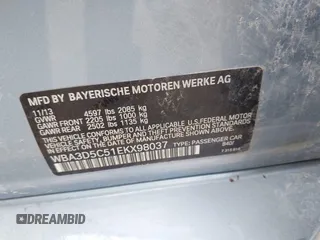 MFD BY BAYERISCHE MOTOREN WERKE AG
11/13
GVWR 4597 lbs 2085 kg
GAWR FRONT 2205 lbs 1000 kg
GAWR REAR 2502 lbs 1135 kg
THIS VEHICLE CONFORMS TO ALL APPLICABLE U.S. FEDERAL MOTOR
VEHICLE SAFETY, BUMPER AND THEFT PREVENTION STANDARDS IN
EFFECT ON THE DATE OF MANUFACTURE SHOWN ABOVE.
WBA3D5C51EKX98037 TYPE: PASSENGER CAR
DREAMBID